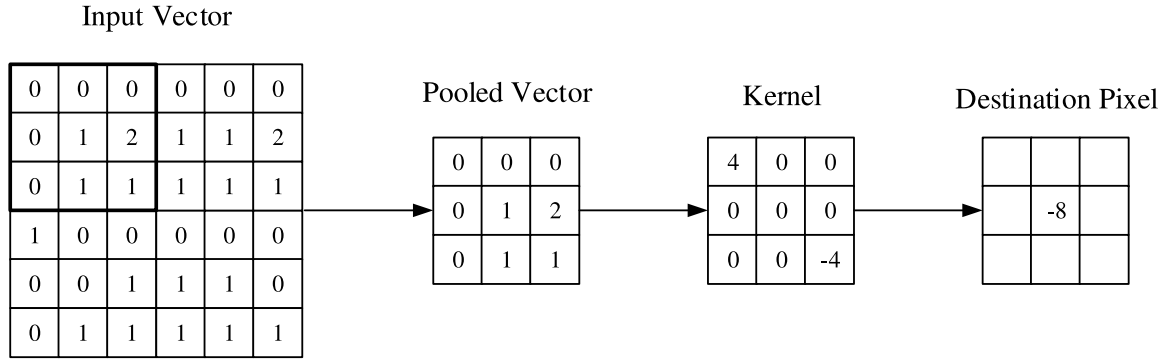 Input Vector
Pooled Vector
Kernel
Destination Pixel
0 0 0 0 0 0
0 1 2 1 1 2
0 1 1 1 1 1
1 0 0 0 0 0
0 0 1 1 1 0
0 1 1 1 1 1
0 0 0
0 1 2
0 1 1
4 0 0
0 0 0
0 0 -4
-8